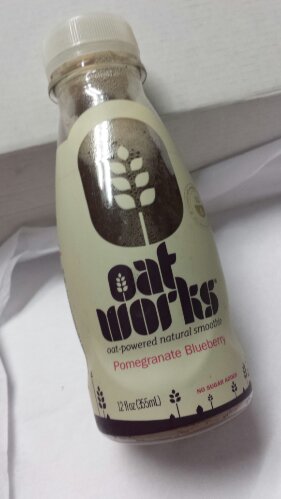 oat
works
oat-powered natural smoothie
Pomegranate Blueberry
NO SUGAR ADDED
12 fl oz (355mL)